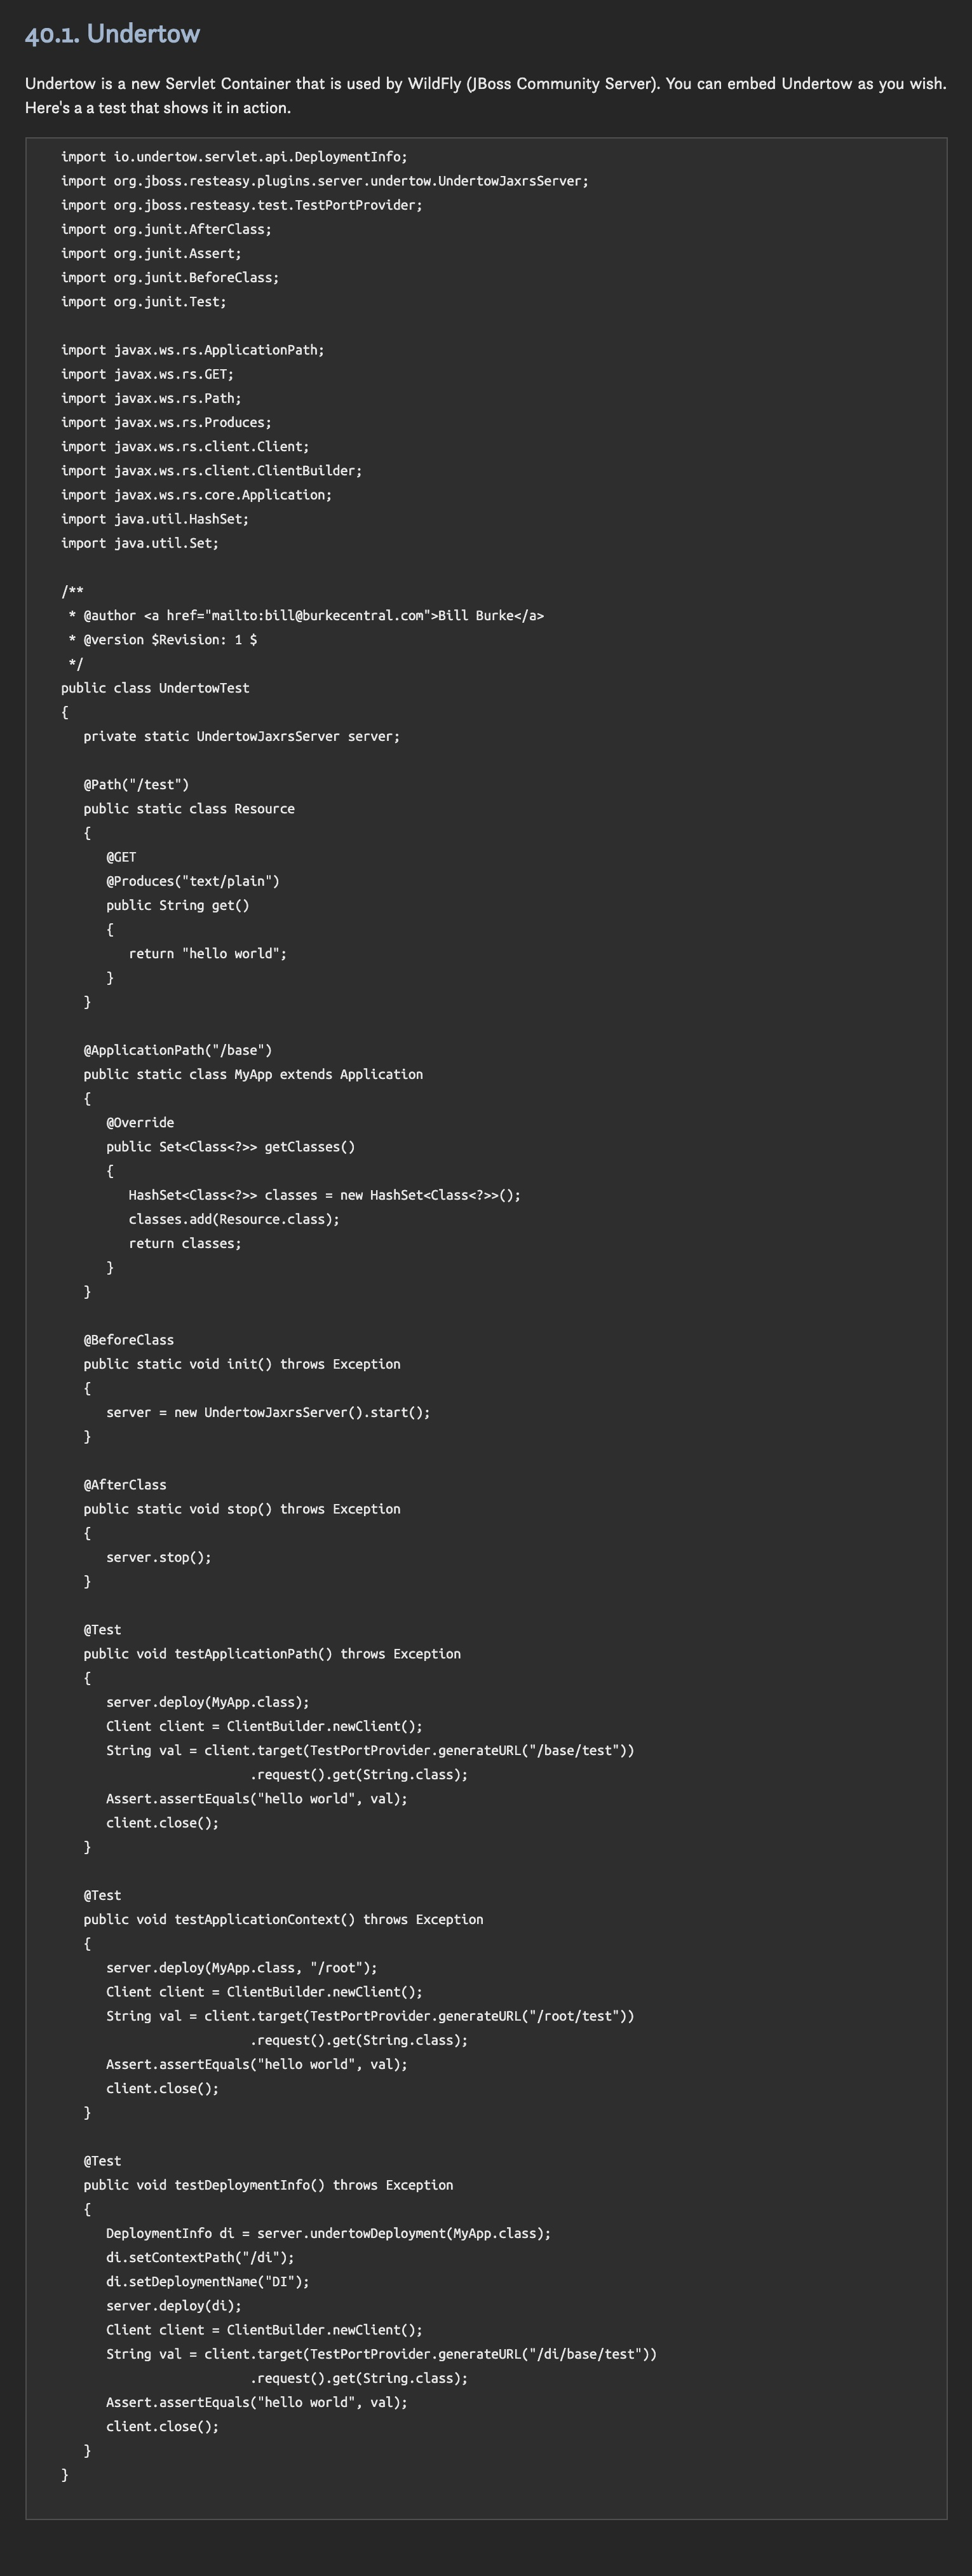 40.1. Undertow
Undertow is a new Servlet Container that is used by WildFly (JBoss Community Server). You can embed Undertow as you wish.
Here's a a test that shows it in action.
import io.undertow.servlet.api.DeploymentInfo;
import org.jboss.resteasy.plugins.server.undertow.UndertowJaxrsServer;
import org.jboss.resteasy.test.TestPortProvider;
import org.junit.AfterClass;
import org.junit.Assert;
import org.junit.BeforeClass;
import org.junit.Test;

import javax.ws.rs.ApplicationPath;
import javax.ws.rs.GET;
import javax.ws.rs.Path;
import javax.ws.rs.Produces;
import javax.ws.rs.client.Client;
import javax.ws.rs.client.ClientBuilder;
import javax.ws.rs.core.Application;
import java.util.HashSet;
import java.util.Set;

/**
 * @author <a href="mailto:bill@burkecentral.com">Bill Burke</a>
 * @version $Revision: 1 $
 */
public class UndertowTest
{
   private static UndertowJaxrsServer server;

   @Path("/test")
   public static class Resource
   {
      @GET
      @Produces("text/plain")
      public String get()
      {
         return "hello world";
      }
   }

   @ApplicationPath("/base")
   public static class MyApp extends Application
   {
      @Override
      public Set<Class<?>> getClasses()
      {
         HashSet<Class<?>> classes = new HashSet<Class<?>>();
         classes.add(Resource.class);
         return classes;
      }
   }

   @BeforeClass
   public static void init() throws Exception
   {
      server = new UndertowJaxrsServer().start();
   }

   @AfterClass
   public static void stop() throws Exception
   {
      server.stop();
   }

   @Test
   public void testApplicationPath() throws Exception
   {
      server.deploy(MyApp.class);
      Client client = ClientBuilder.newClient();
      String val = client.target(TestPortProvider.generateURL("/base/test"))
                         .request().get(String.class);
      Assert.assertEquals("hello world", val);
      client.close();
   }

   @Test
   public void testApplicationContext() throws Exception
   {
      server.deploy(MyApp.class, "/root");
      Client client = ClientBuilder.newClient();
      String val = client.target(TestPortProvider.generateURL("/root/test"))
                         .request().get(String.class);
      Assert.assertEquals("hello world", val);
      client.close();
   }

   @Test
   public void testDeploymentInfo() throws Exception
   {
      DeploymentInfo di = server.undertowDeployment(MyApp.class);
      di.setContextPath("/di");
      di.setDeploymentName("DI");
      server.deploy(di);
      Client client = ClientBuilder.newClient();
      String val = client.target(TestPortProvider.generateURL("/di/base/test"))
                         .request().get(String.class);
      Assert.assertEquals("hello world", val);
      client.close();
   }
}